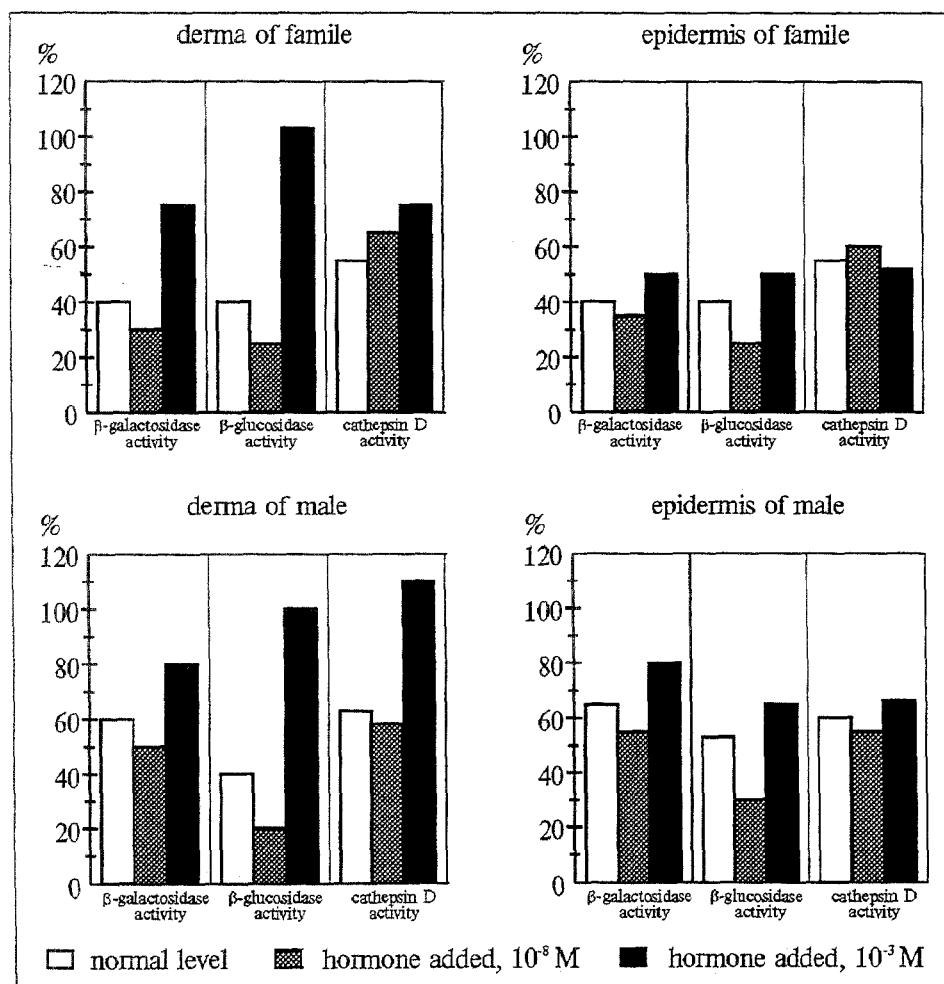 derma of famile
%
120
100
80
60
40
20
0
β-galactosidase activity
β-glucosidase activity
cathepsin D activity
epidermis of famile
%
120
100
80
60
40
20
0
β-galactosidase activity
β-glucosidase activity
cathepsin D activity
derma of male
%
120
100
80
60
40
20
0
β-galactosidase activity
β-glucosidase activity
cathepsin D activity
epidermis of male
%
120
100
80
60
40
20
0
β-galactosidase activity
β-glucosidase activity
cathepsin D activity
normal level
hormone added, 10⁻⁸ M
hormone added, 10⁻³ M